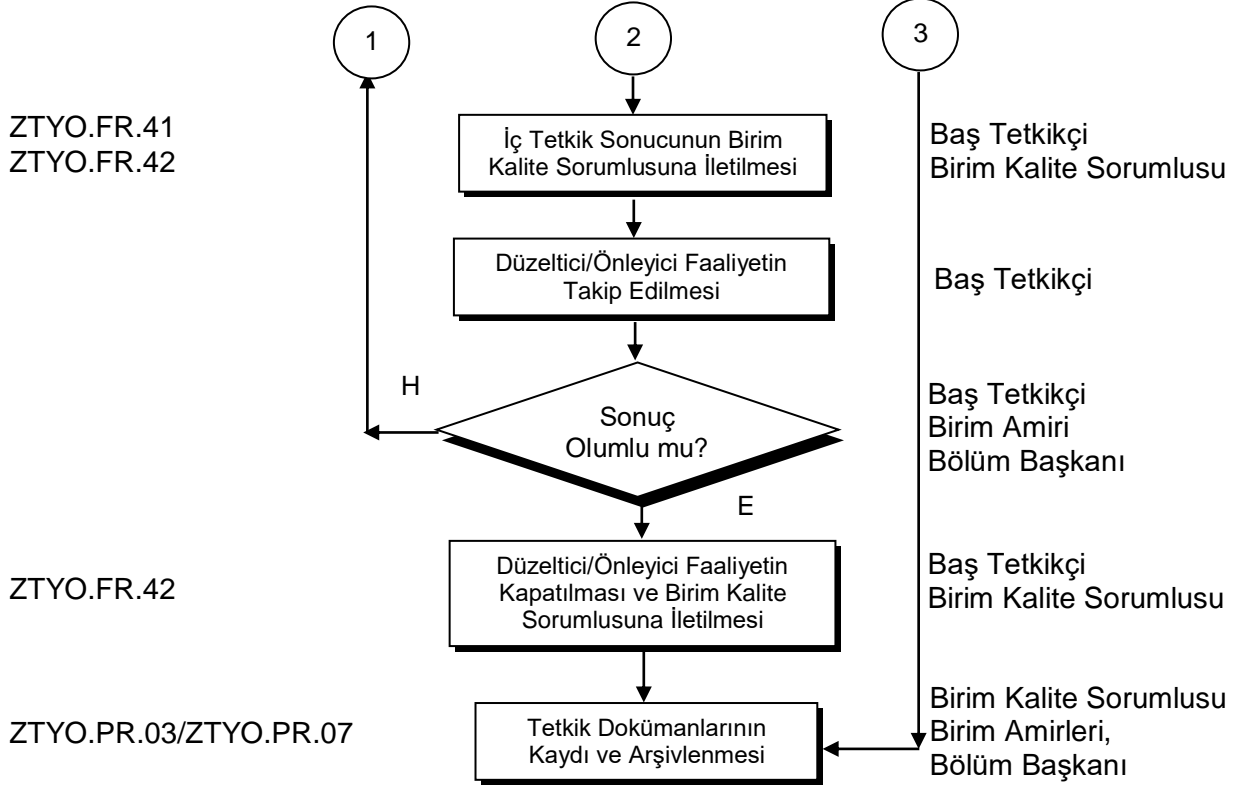 1
2
3
ZTYO.FR.41
ZTYO.FR.42
İç Tetkik Sonucunun Birim
Kalite Sorumlusuna İletilmesi
Baş Tetkikçi
Birim Kalite Sorumlusu
Düzeltici/Önleyici Faaliyetin
Takip Edilmesi
Baş Tetkikçi
H
Sonuç
Olumlu mu?
Baş Tetkikçi
Birim Amiri
Bölüm Başkanı
E
ZTYO.FR.42
Düzeltici/Önleyici Faaliyetin
Kapatılması ve Birim Kalite
Sorumlusuna İletilmesi
Baş Tetkikçi
Birim Kalite Sorumlusu
ZTYO.PR.03/ZTYO.PR.07
Tetkik Dokümanlarının
Kaydı ve Arşivlenmesi
Birim Kalite Sorumlusu
Birim Amirleri,
Bölüm Başkanı